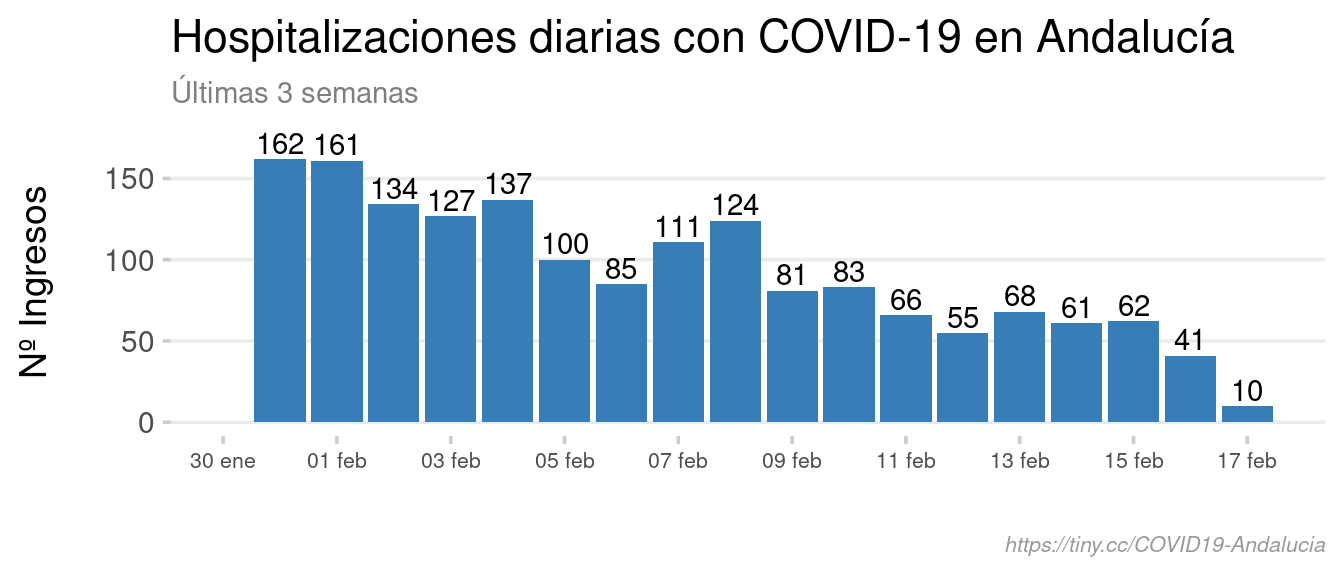 Hospitalizaciones diarias con COVID-19 en Andalucía
Últimas 3 semanas
Nº Ingresos
150
100
50
0
162 161 134 127 137 100 85 111 124 81 83 66 55 68 61 62 41 10
30 ene 01 feb 03 feb 05 feb 07 feb 09 feb 11 feb 13 feb 15 feb 17 feb
https://tiny.cc/COVID19-Andalucia